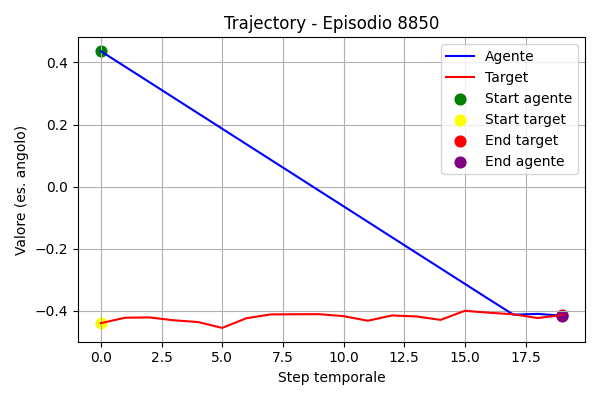 Trajectory - Episodio 8850
Valore (es. angolo)
0.4
0.2
0.0
−0.2
−0.4
Agente
Target
Start agente
Start target
End target
End agente
0.0 2.5 5.0 7.5 10.0 12.5 15.0 17.5
Step temporale